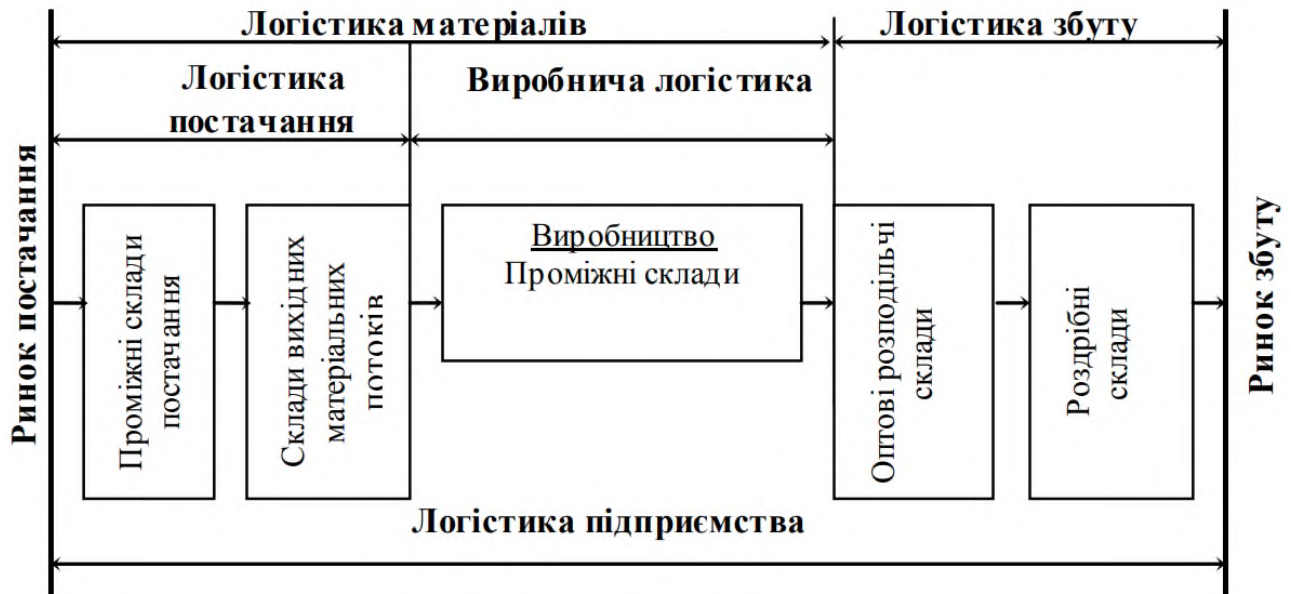 Логістика матеріалів
Логістика збуту
Логістика
постачання
Виробнича логістика
Ринок постачання
Проміжні склади
постачання
Склади вихідних
матеріальних
потоків
Виробництво
Проміжні склади
Оптові розподільчі
склади
Роздрібні
склади
Ринок збуту
Логістика підприємства